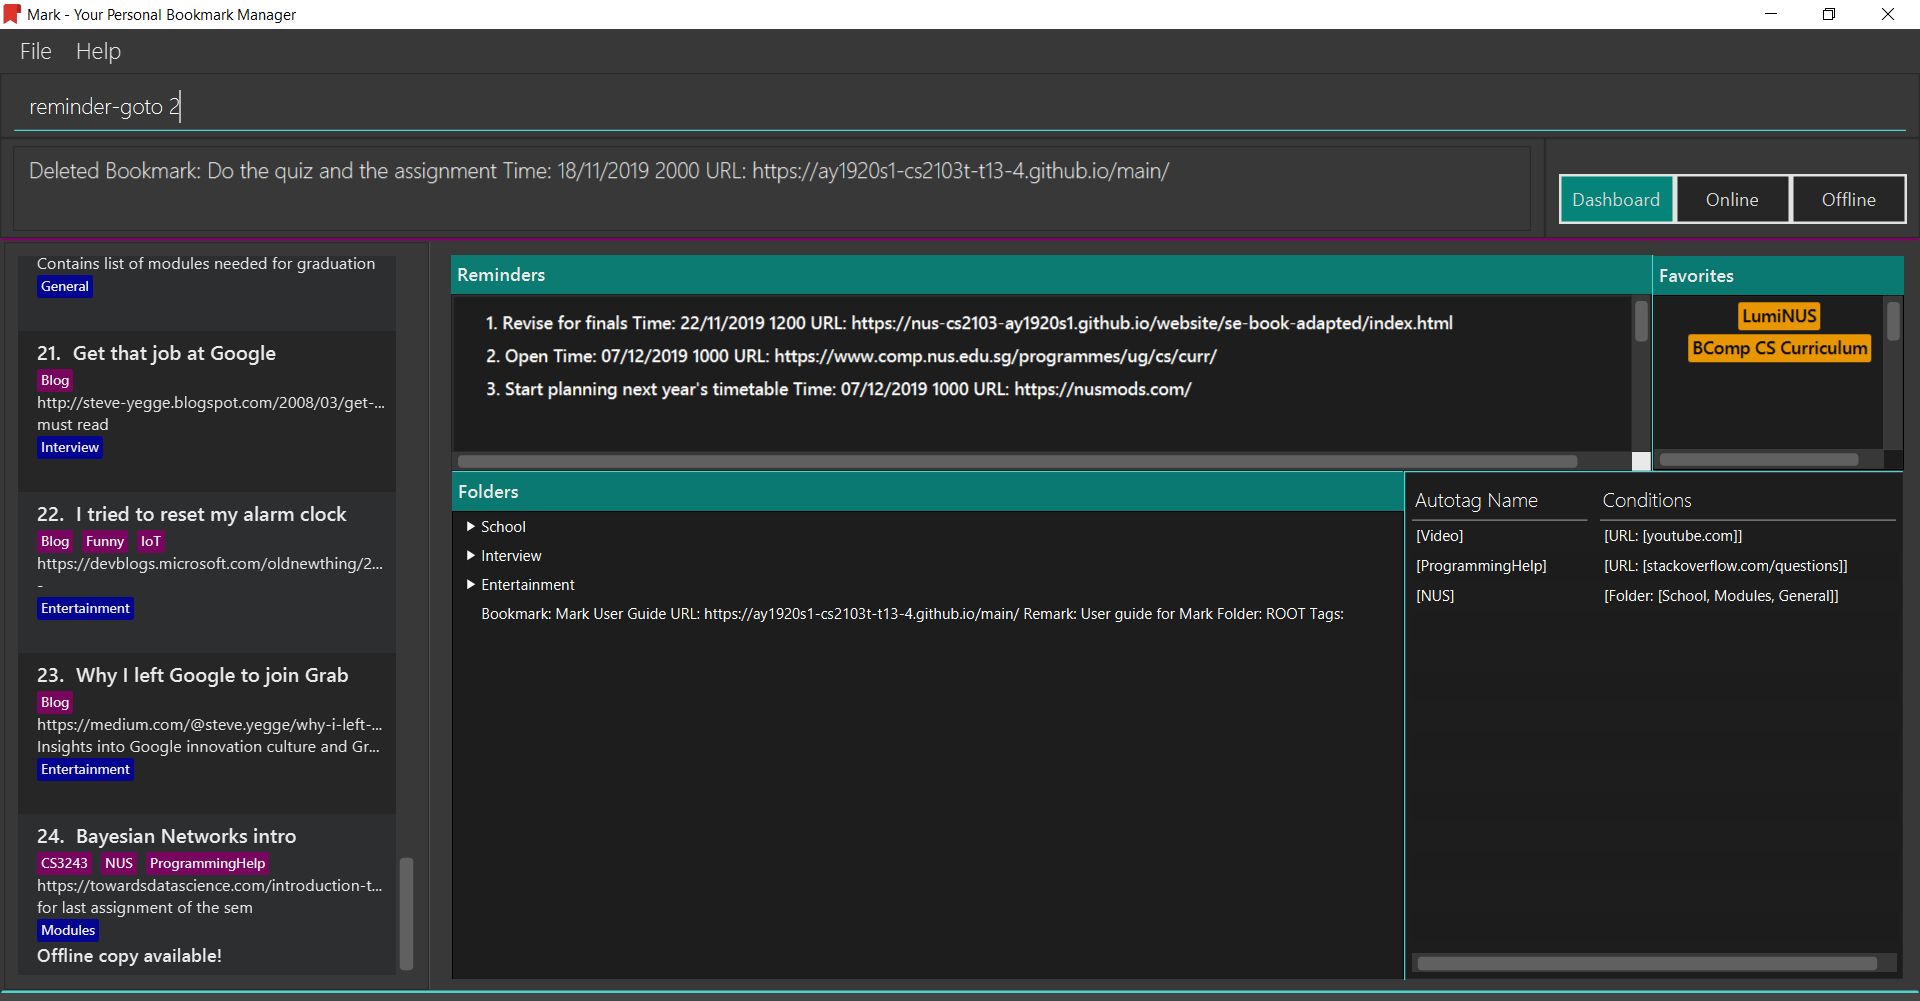 Mark - Your Personal Bookmark Manager
File Help
reminder-goto 2
Deleted Bookmark: Do the quiz and the assignment Time: 18/11/2019 2000 URL: https://ay1920s1-cs2103t-t13-4.github.io/main/
Dashboard Online Offline
Contains list of modules needed for graduation
General
21. Get that job at Google
Blog
http://steve-yegge.blogspot.com/2008/03/get-...
must read
Interview
22. I tried to reset my alarm clock
Blog Funny IoT
https://devblogs.microsoft.com/oldnewthing/2...
-
Entertainment
23. Why I left Google to join Grab
Blog
https://medium.com/@steve.yegge/why-i-left-...
Insights into Google innovation culture and Gr...
Entertainment
24. Bayesian Networks intro
CS3243 NUS ProgrammingHelp
https://towardsdatascience.com/introduction-t...
for last assignment of the sem
Modules
Offline copy available!
Reminders
1. Revise for finals Time: 22/11/2019 1200 URL: https://nus-cs2103-ay1920s1.github.io/website/se-book-adapted/index.html
2. Open Time: 07/12/2019 1000 URL: https://www.comp.nus.edu.sg/programmes/ug/cs/curr/
3. Start planning next year's timetable Time: 07/12/2019 1000 URL: https://nusmods.com/
Favorites
LumiNUS
BComp CS Curriculum
Folders
School
Interview
Entertainment
Bookmark: Mark User Guide URL: https://ay1920s1-cs2103t-t13-4.github.io/main/ Remark: User guide for Mark Folder: ROOT Tags:
Autotag Name Conditions
[Video] [URL: [youtube.com]]
[ProgrammingHelp] [URL: [stackoverflow.com/questions]]
[NUS] [Folder: [School, Modules, General]]